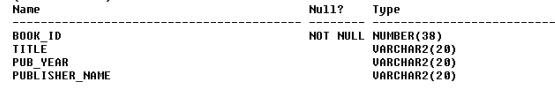 Name Null? Type
BOOK_ID NOT NULL NUMBER(38)
TITLE VARCHAR2(20)
PUB_YEAR VARCHAR2(20)
PUBLISHER_NAME VARCHAR2(20)